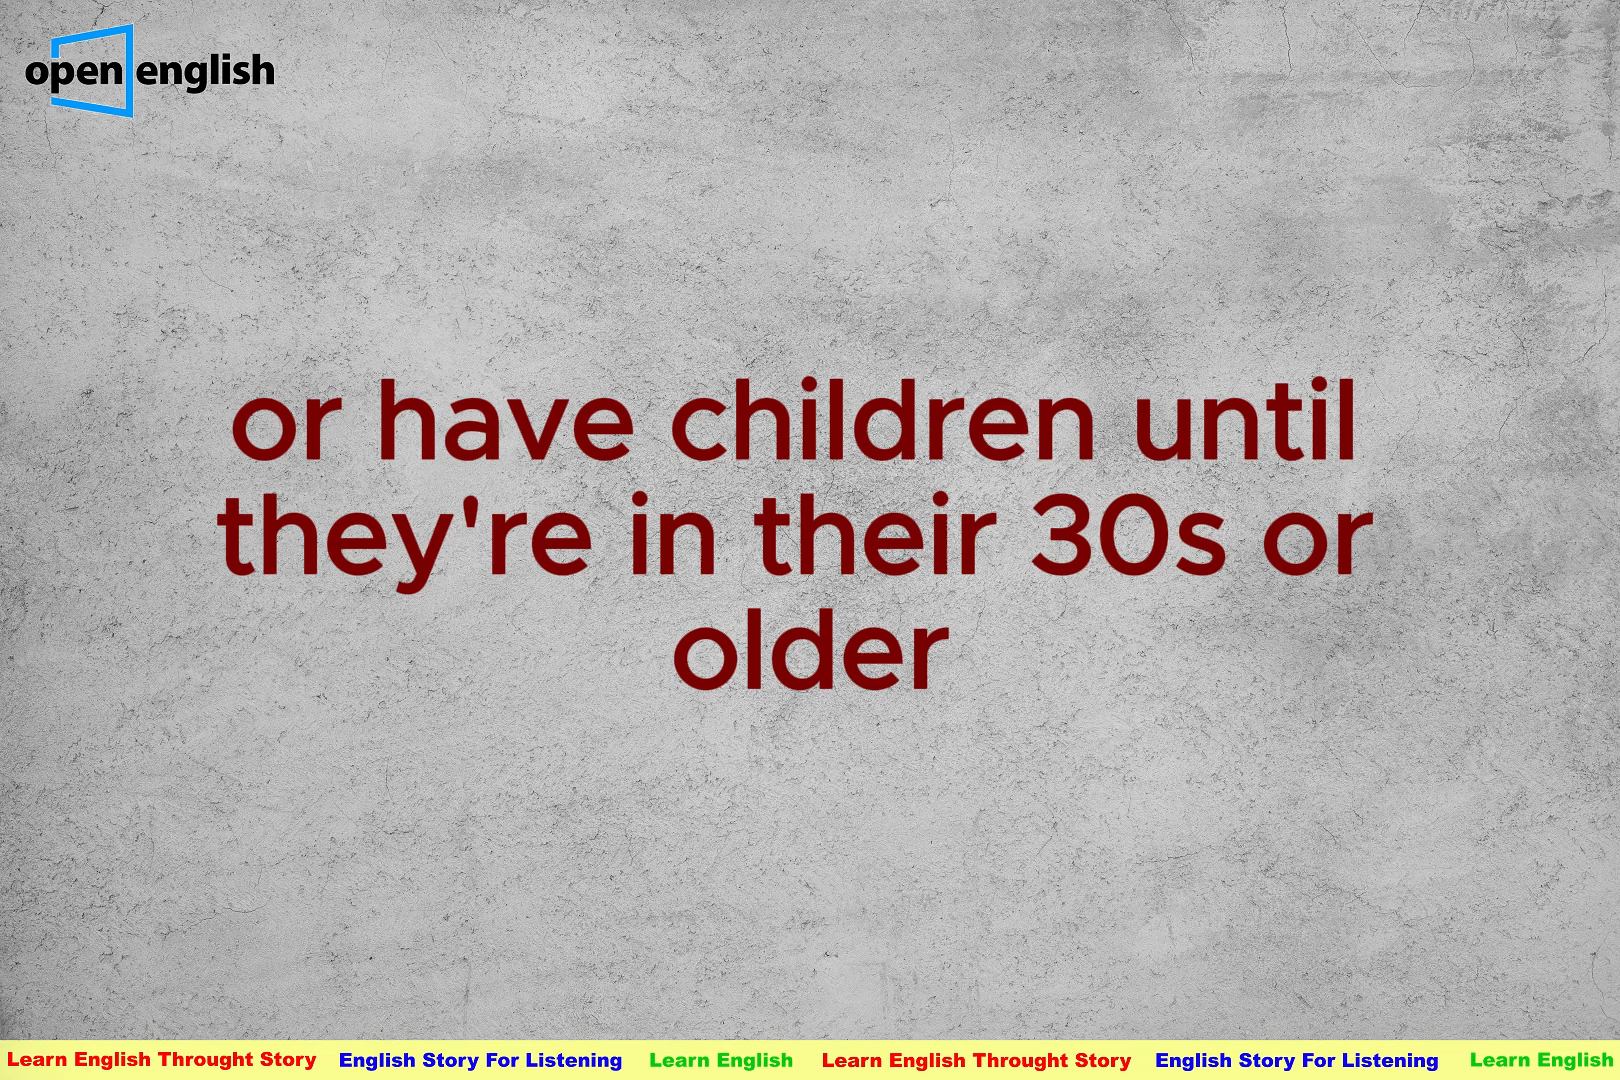 open english
or have children until
they're in their 30s or
older
Learn English Throught Story English Story For Listening Learn English Learn English Throught Story English Story For Listening Learn English